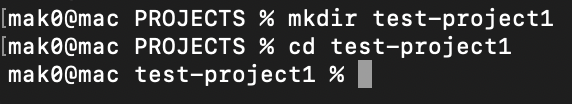 [mak0@mac PROJECTS % mkdir test-project1
[mak0@mac PROJECTS % cd test-project1
mak0@mac test-project1 %